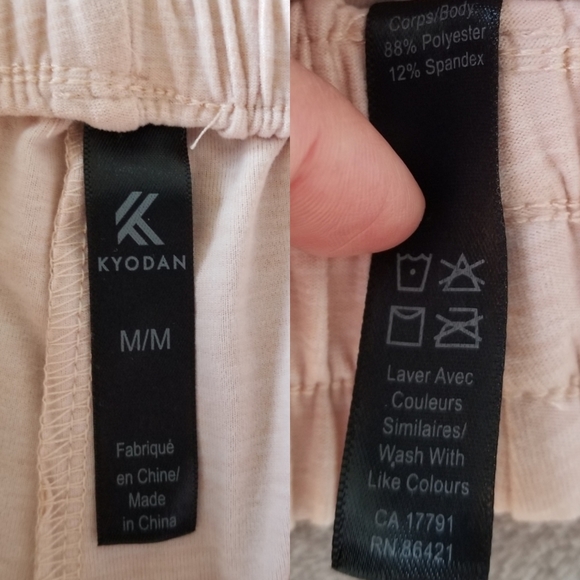 KYODAN
M/M
Fabriqué
en Chine/
Made
in China
Corps/Body
88% Polyester
12% Spandex
Laver Avec
Couleurs
Similaires/
Wash With
Like Colours
CA 17791
RN 86421